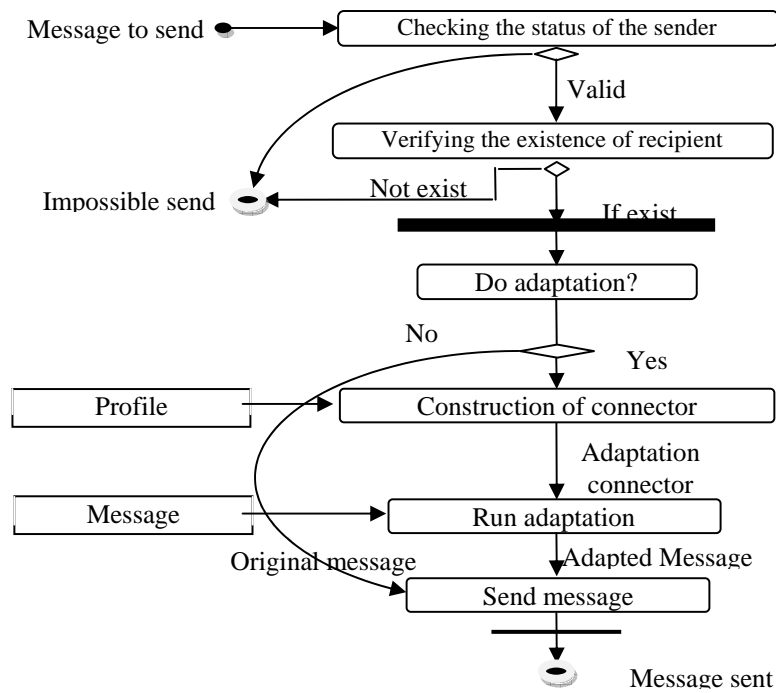 Message to send
Checking the status of the sender
Valid
Verifying the existence of recipient
Not exist
Impossible send
If exist
Do adaptation?
No
Yes
Profile
Construction of connector
Adaptation
connector
Message
Run adaptation
Original message
Adapted Message
Send message
Message sent